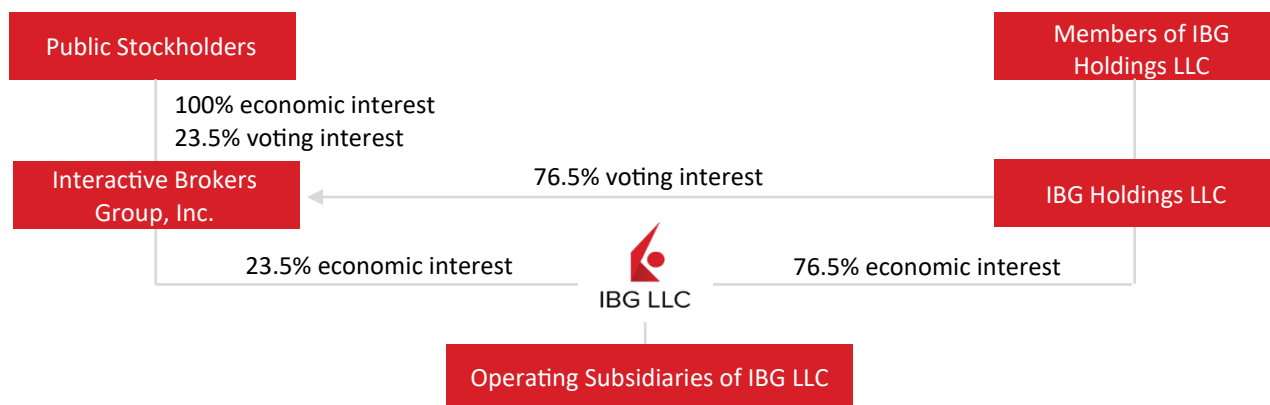 Public Stockholders
Members of IBG
Holdings LLC
100% economic interest
23.5% voting interest
Interactive Brokers
Group, Inc.
76.5% voting interest
IBG Holdings LLC
23.5% economic interest
76.5% economic interest
IBG LLC
Operating Subsidiaries of IBG LLC